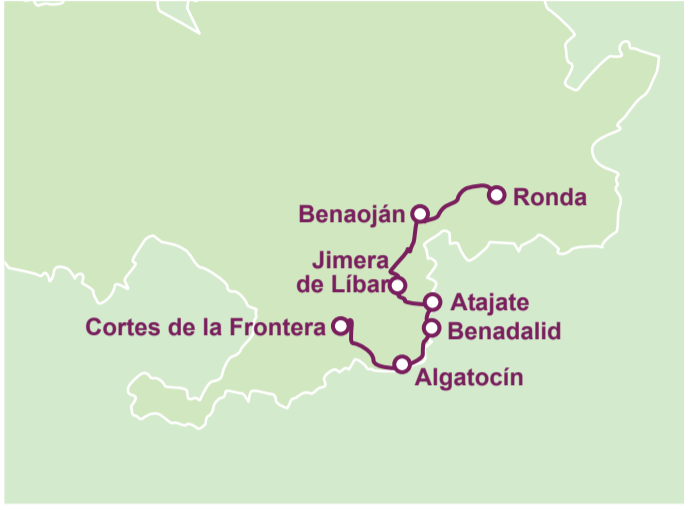 Ronda
Benaoján
Jimera
de Líbar
Atajate
Cortes de la Frontera
Benadalid
Algatocín